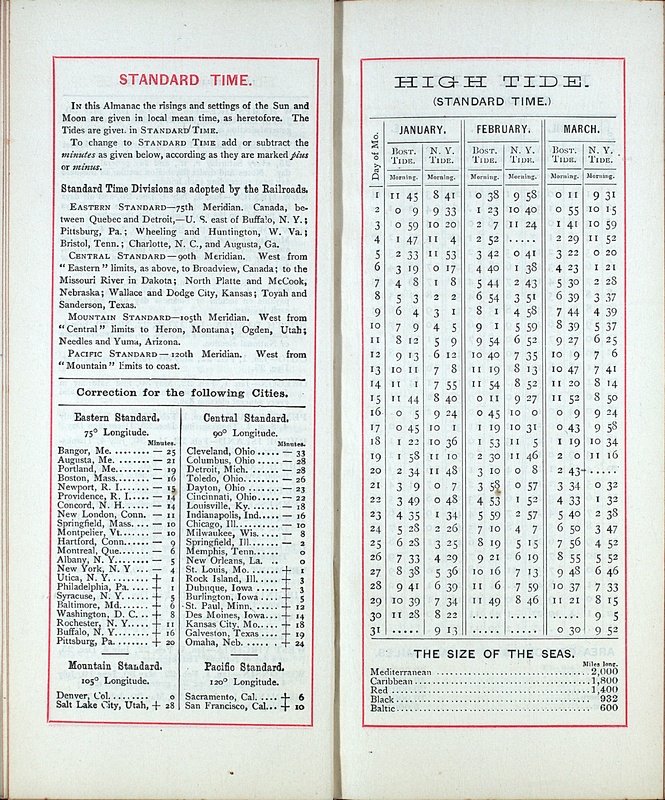 STANDARD TIME.
In this Almanac the risings and settings of the Sun and
Moon are given in local mean time, as heretofore. The
Tides are given in Standard Time.
To change to Standard Time add or subtract the
minutes as given below, according as they are marked plus
or minus.
Standard Time Divisions as adopted by the Railroads.
Eastern Standard—75th Meridian. Canada, be-
tween Quebec and Detroit,—U. S. east of Buffalo, N. Y.;
Pittsburg, Pa.; Wheeling and Huntington, W. Va.;
Bristol, Tenn.; Charlotte, N. C., and Augusta, Ga.
Central Standard—90th Meridian. West from
"Eastern" limits, as above, to Broadview, Canada; to the
Missouri River in Dakota; North Platte and McCook,
Nebraska; Wallace and Dodge City, Kansas; Toyah and
Sanderson, Texas.
Mountain Standard—105th Meridian. West from
"Central" limits to Heron, Montana; Ogden, Utah;
Needles and Yuma, Arizona.
Pacific Standard—120th Meridian. West from
"Mountain" limits to coast.
Correction for the following Cities.
Eastern Standard.
75° Longitude.
Minutes.
Bangor, Me. ........ — 25
Augusta, Me. ....... — 21
Portland, Me........ — 19
Boston, Mass........ — 16
Newport, R. I....... — 15
Providence, R. I.... — 14
Concord, N. H. ..... — 14
New London, Conn. — 11
Springfield, Mass... — 10
Montpelier, Vt. .... — 10
Hartford, Conn...... — 9
Montreal, Que. ..... — 6
Albany, N. Y........ — 5
New York, N. Y. .... — 4
Utica, N. Y. ....... + 1
Philadelphia, Pa. .. + 1
Syracuse, N. Y. .... + 5
Baltimore, Md....... + 6
Washington, D. C. .. + 8
Rochester, N. Y..... + 11
Buffalo, N. Y....... + 16
Pittsburg, Pa. ..... + 20
Central Standard.
90° Longitude.
Minutes.
Cleveland, Ohio ..... — 33
Columbus, Ohio ...... — 28
Detroit, Mich. ...... — 28
Toledo, Ohio ........ — 26
Dayton, Ohio ........ — 23
Cincinnati, Ohio..... — 22
Louisville, Ky. ..... — 18
Indianapolis, Ind.... — 16
Chicago, Ill......... — 10
Milwaukee, Wis. ..... — 8
Springfield, Ill. ... — 2
Memphis, Tenn........ 0
New Orleans, La. .. 0
St. Louis, Mo. ...... + 1
Rock Island, Ill. ... + 3
Dubuque, Iowa ....... + 3
Burlington, Iowa .... + 5
St. Paul, Minn. ..... + 12
Des Moines, Iowa... + 14
Kansas City, Mo.... + 18
Galveston, Texas .... + 19
Omaha, Neb. ......... + 24
Mountain Standard.
105° Longitude.
Denver, Col. ........ 0
Salt Lake City, Utah, + 28
Pacific Standard.
120° Longitude.
Sacramento, Cal. .... + 6
San Francisco, Cal... + 10
HIGH TIDE.
(STANDARD TIME.)
Day of Mo. JANUARY. FEBRUARY. MARCH.
Bost. Tide. N. Y. Tide. Bost. Tide. N. Y. Tide. Bost. Tide. N. Y. Tide.
Morning. Morning. Morning. Morning. Morning. Morning.
1 11 45 8 41 0 38 9 58 0 11 9 31
2 0 9 9 33 1 23 10 40 0 55 10 15
3 0 59 10 20 2 7 11 24 1 41 10 59
4 1 47 11 4 2 52 ..... 2 29 11 52
5 2 33 11 53 3 42 0 41 3 22 0 20
6 3 19 0 17 4 40 1 38 4 23 1 21
7 4 8 1 8 5 44 2 43 5 30 2 28
8 5 3 2 2 6 54 3 51 6 39 3 37
9 6 4 3 1 8 1 4 58 7 44 4 39
10 7 9 4 5 9 1 5 59 8 39 5 37
11 8 12 5 9 9 54 6 52 9 27 6 25
12 9 13 6 12 10 40 7 35 10 9 7 6
13 10 11 7 8 11 19 8 13 10 47 7 41
14 11 1 7 55 11 54 8 52 11 20 8 14
15 11 44 8 40 0 11 9 27 11 52 8 50
16 0 5 9 24 0 45 10 0 0 9 9 24
17 0 45 10 1 1 19 10 31 0 43 9 58
18 1 22 10 36 1 53 11 5 1 19 10 34
19 1 58 11 10 2 30 11 46 2 0 11 16
20 2 34 11 48 3 10 0 8 2 43 .....
21 3 9 0 7 3 58 0 57 3 34 0 32
22 3 49 0 48 4 53 1 52 4 33 1 32
23 4 35 1 34 5 59 2 57 5 40 2 38
24 5 28 2 26 7 10 4 7 6 50 3 47
25 6 28 3 25 8 19 5 15 7 56 4 52
26 7 33 4 29 9 21 6 19 8 55 5 52
27 8 38 5 36 10 16 7 13 9 48 6 46
28 9 41 6 39 11 6 7 59 10 37 7 33
29 10 39 7 34 11 49 8 46 11 21 8 15
30 11 28 8 22 ..... ..... ..... 9 5
31 ..... 9 13 ..... ..... 0 30 9 52
THE SIZE OF THE SEAS.
Miles long.
Mediterranean .......... 2,000
Caribbean .......... 1,800
Red .......... 1,400
Black .......... 932
Baltic .......... 600